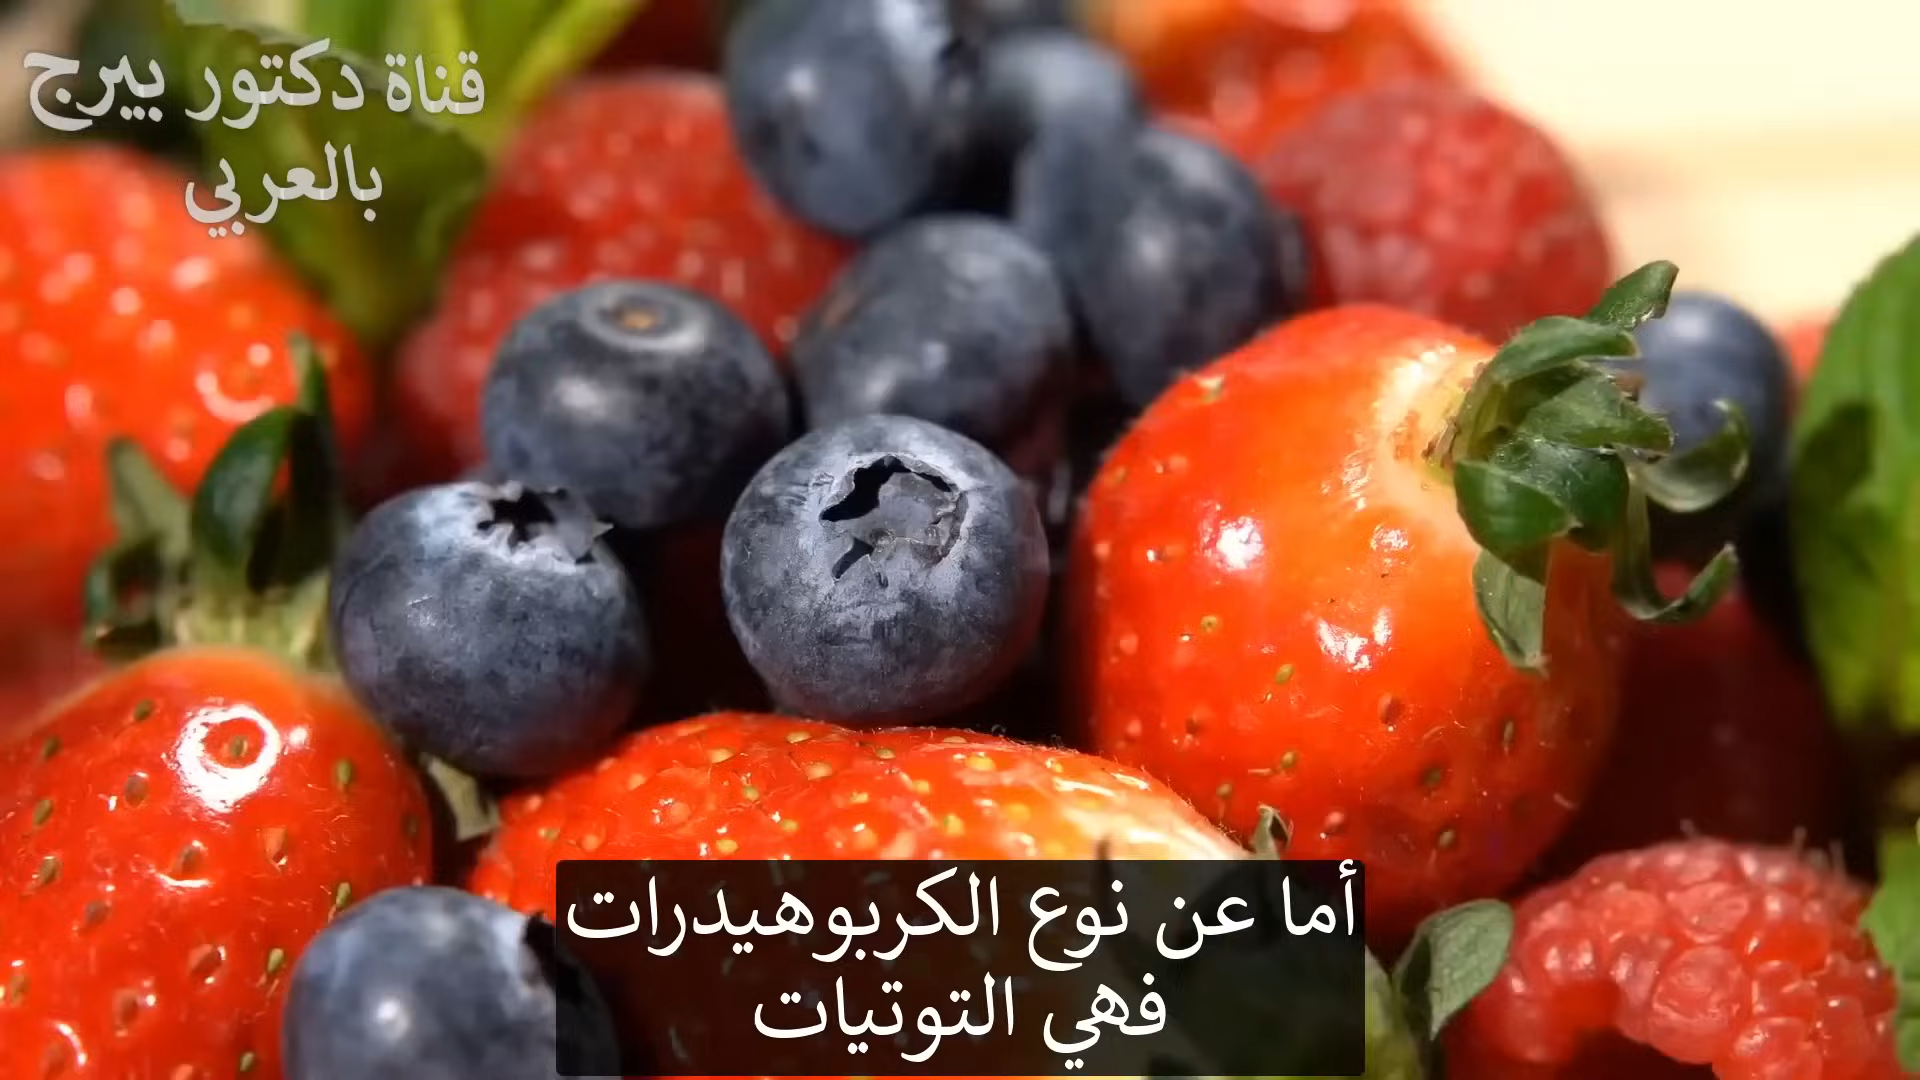 قناة دكتور بيرج
بالعربي
أما عن نوع الكربوهيدرات
فهي التوتيات